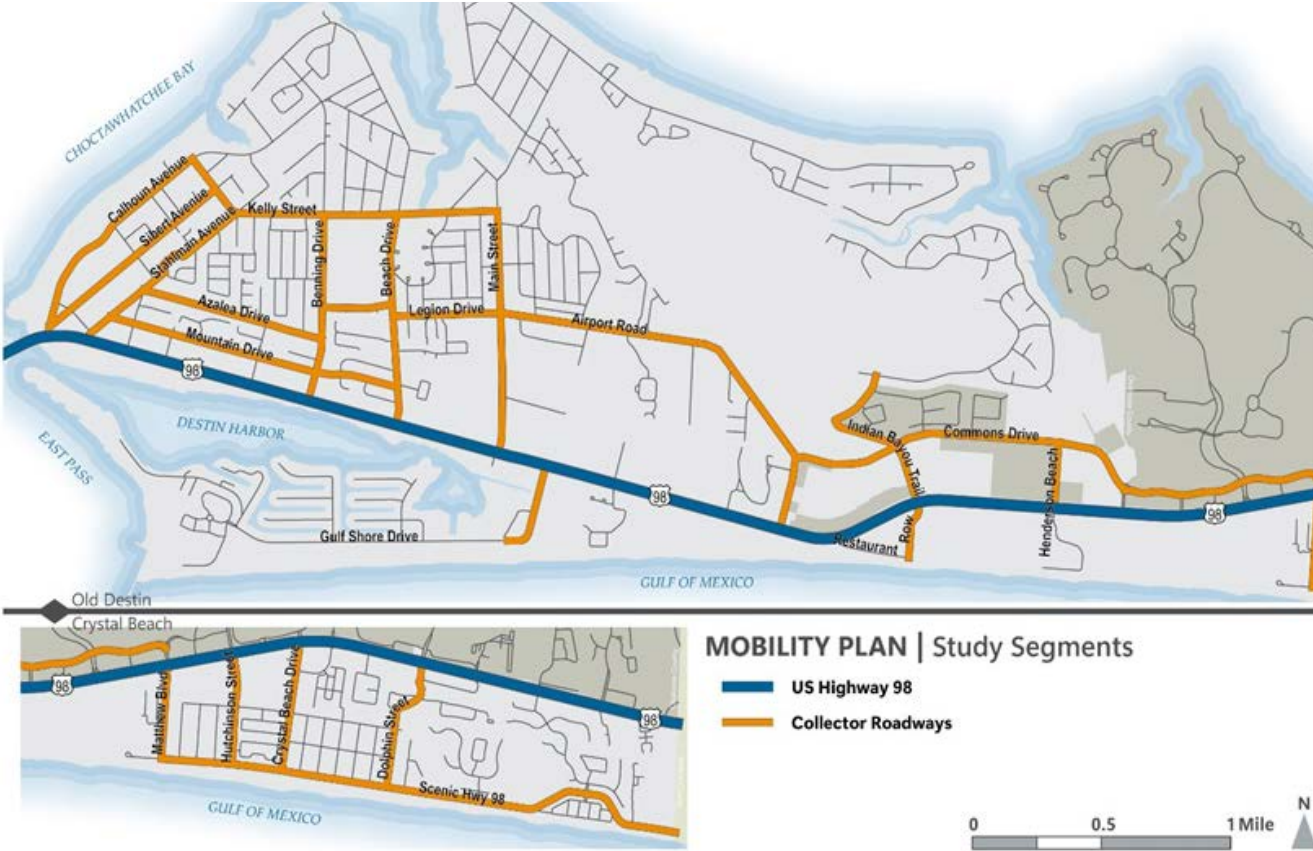 CHOCTAWHATCHEE BAY
Calhoun Avenue
Sibert Avenue
Stahlman Avenue
Kelly Street
Benning Drive
Beach Drive
Main Street
Azalea Drive
Legion Drive
Airport Road
Mountain Drive
98
DESTIN HARBOR
EAST PASS
Indian Bayou Trail
Commons Drive
Henderson Beach
98
98
Gulf Shore Drive
Restaurant Row
GULF OF MEXICO
Old Destin
Crystal Beach
98
Matthew Blvd
Hutchinson Street
Crystal Beach Drive
Dolphin Street
98
Scenic Hwy 98
GULF OF MEXICO
MOBILITY PLAN | Study Segments
US Highway 98
Collector Roadways
0 0.5 1 Mile
N